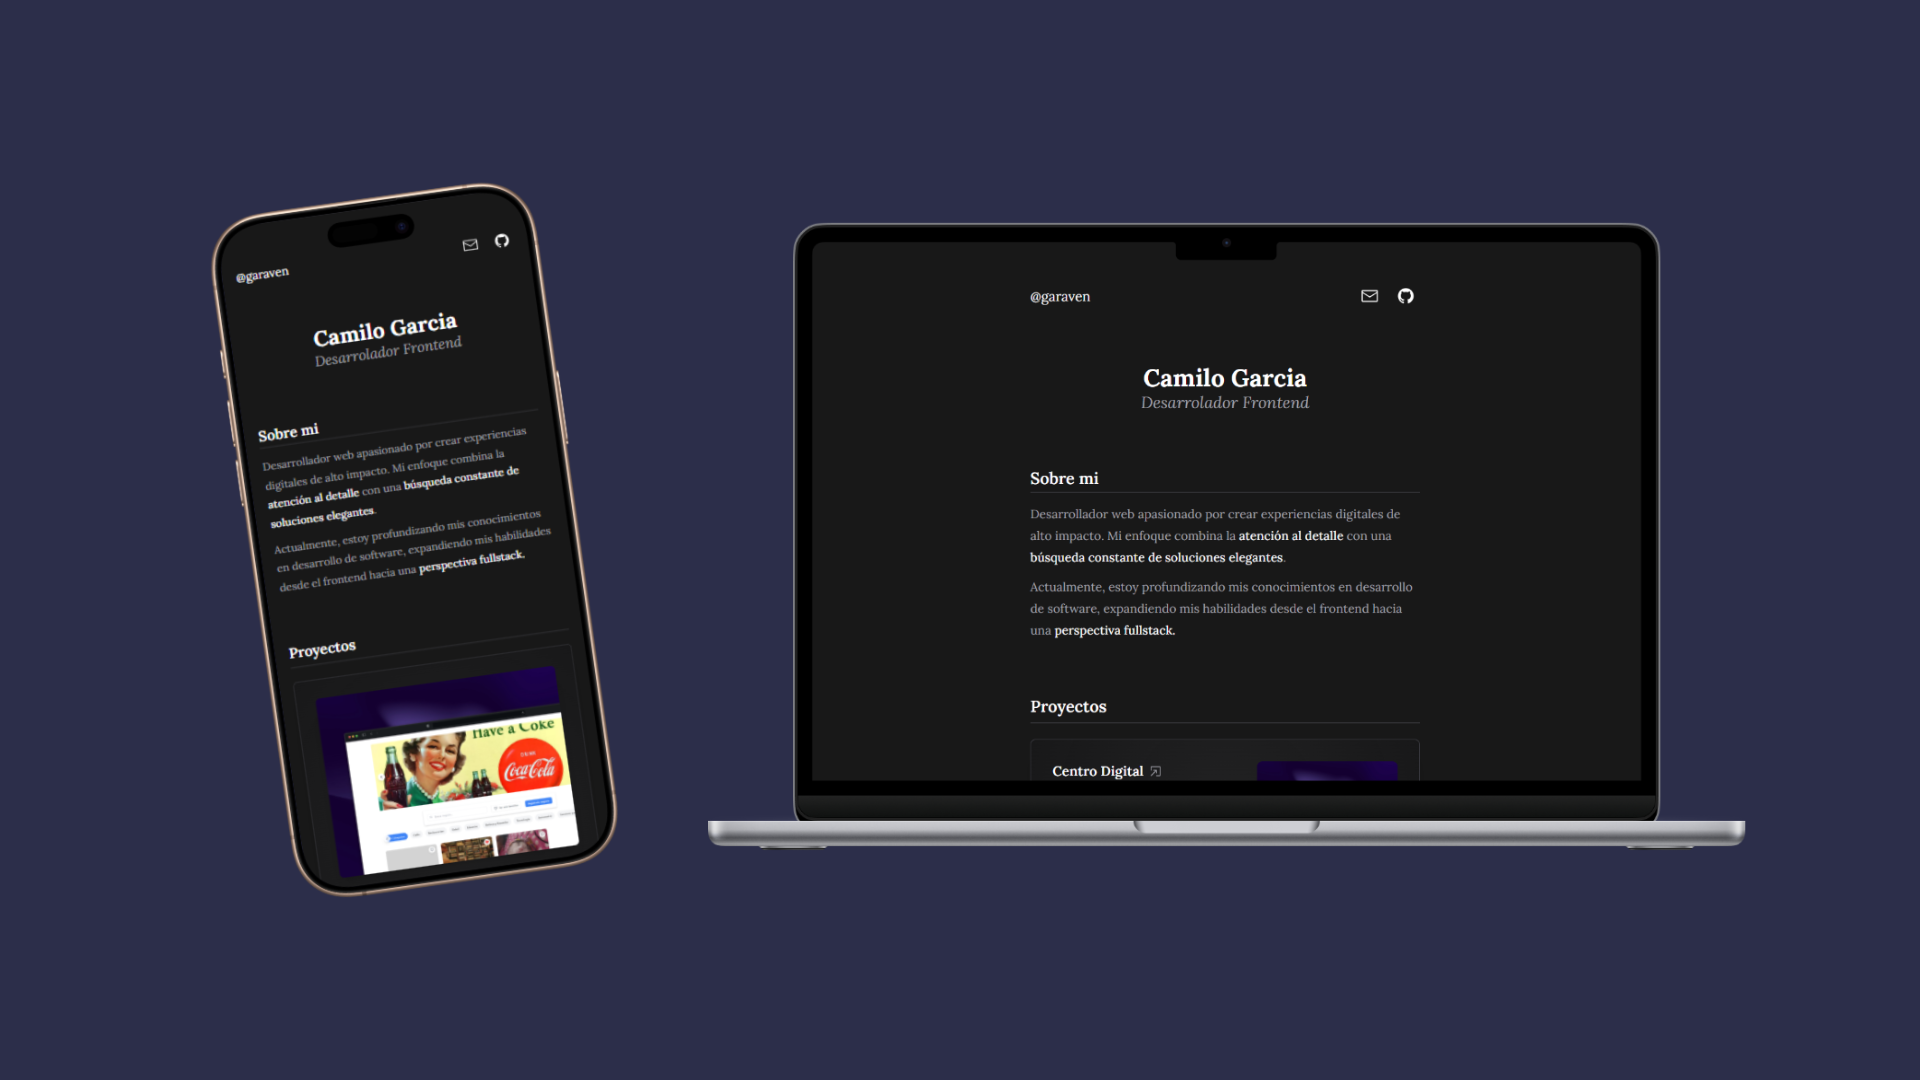 @garaven
Camilo Garcia
Desarrolador Frontend
Sobre mi
Desarrollador web apasionado por crear experiencias
digitales de alto impacto. Mi enfoque combina la
atención al detalle con una búsqueda constante de
soluciones elegantes.
Actualmente, estoy profundizando mis conocimientos
en desarrollo de software, expandiendo mis habilidades
desde el frontend hacia una perspectiva fullstack.
Proyectos
Have a Coke
Coca-Cola
@garaven
Camilo Garcia
Desarrolador Frontend
Sobre mi
Desarrollador web apasionado por crear experiencias digitales de
alto impacto. Mi enfoque combina la atención al detalle con una
búsqueda constante de soluciones elegantes.
Actualmente, estoy profundizando mis conocimientos en desarrollo
de software, expandiendo mis habilidades desde el frontend hacia
una perspectiva fullstack.
Proyectos
Centro Digital